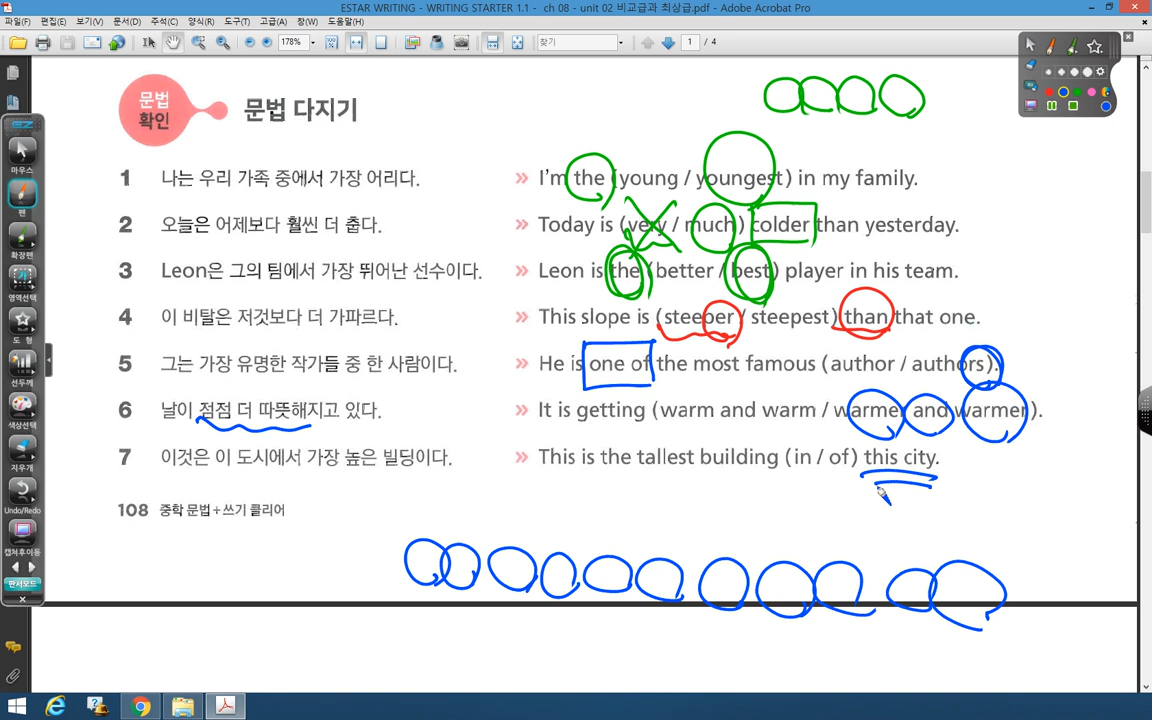 ESTAR WRITING - WRITING STARTER 1.1 - ch 08 - unit 02 비교급과 최상급.pdf - Adobe Acrobat Pro
파일(F) 편집(E) 보기(V) 문서(D) 주석(C) 양식(R) 도구(T) 고급(A) 창(W) 도움말(H)
178% 찾기 1 / 4
문법 확인 문법 다지기
1 나는 우리 가족 중에서 가장 어리다. » I'm the (young / youngest) in my family.
2 오늘은 어제보다 훨씬 더 춥다. » Today is (very / much) colder than yesterday.
3 Leon은 그의 팀에서 가장 뛰어난 선수이다. » Leon is the (better / best) player in his team.
4 이 비탈은 저것보다 더 가파르다. » This slope is (steeper / steepest) than that one.
5 그는 가장 유명한 작가들 중 한 사람이다. » He is one of the most famous (author / authors).
6 날이 점점 더 따뜻해지고 있다. » It is getting (warm and warm / warmer and warmer).
7 이것은 이 도시에서 가장 높은 빌딩이다. » This is the tallest building (in / of) this city.
108 중학 문법+쓰기 클리어
EZ
마우스
펜
확장펜
영역선택
도 형
선두께
색상선택
지우개
Undo/Redo
캡쳐후이동
판서모드